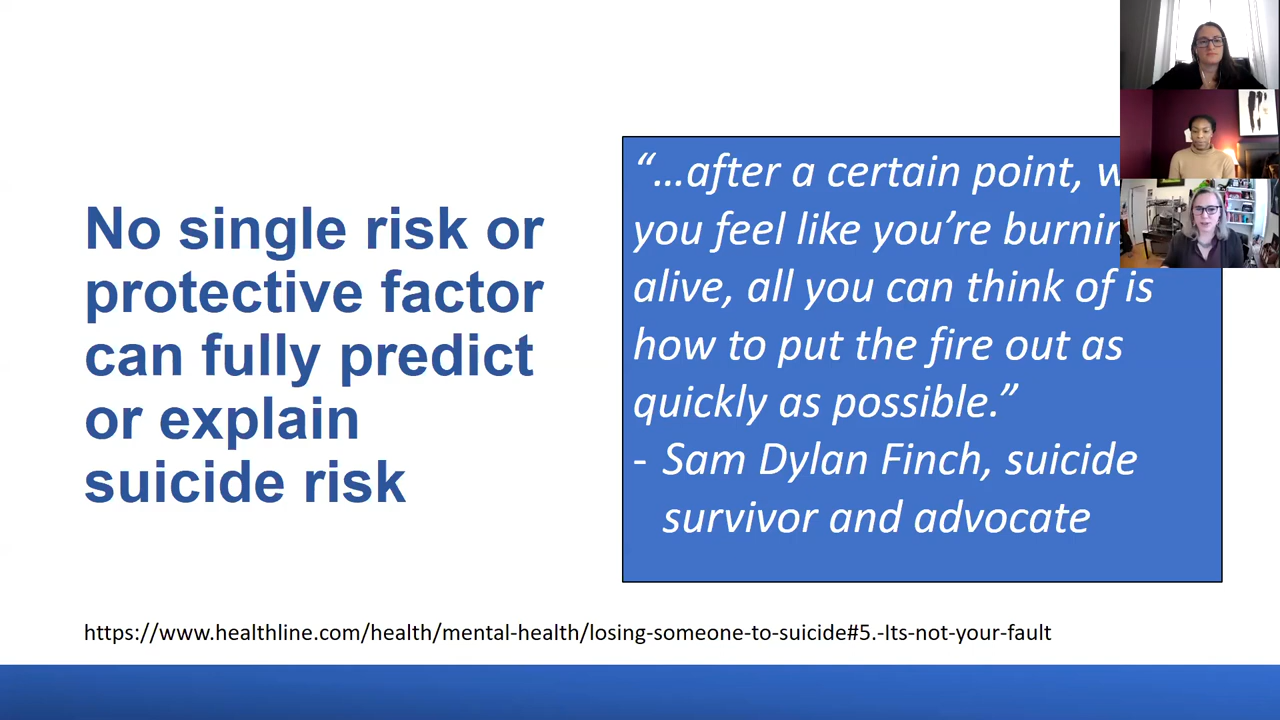 No single risk or
protective factor
can fully predict
or explain
suicide risk
“…after a certain point,
you feel like you’re
alive, all you can think of is
how to put the fire out as
quickly as possible.”
- Sam Dylan Finch, suicide
survivor and advocate
https://www.healthline.com/health/mental-health/losing-someone-to-suicide#5.-Its-not-your-fault